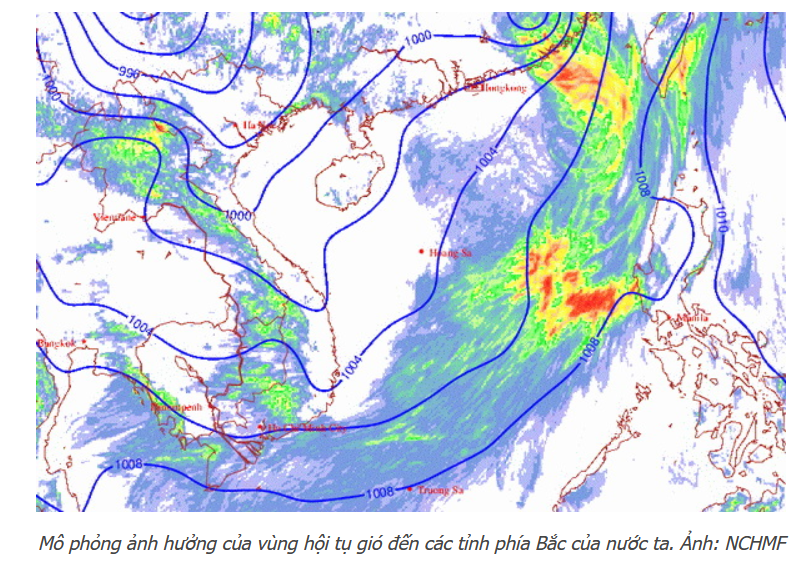 1000
996
1000
Hongkong
Ha Noi
1004
1008
1000
Vientiane
1010
Hoang Sa
1004
Manila
Bangkok
1008
1004
Phnompenh
Ho Chi Minh City
1008
1008
Truong Sa
Mô phỏng ảnh hưởng của vùng hội tụ gió đến các tỉnh phía Bắc của nước ta. Ảnh: NCHMF